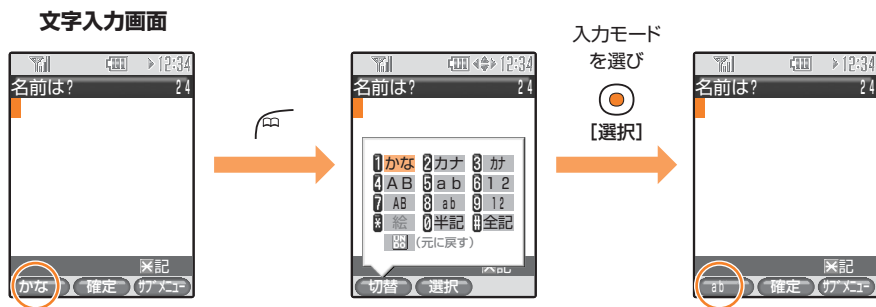 文字入力画面
12:34
名前は? 24
※記
かな 確定 ｻﾌﾞﾒﾆｭｰ
12:34
名前は? 24
1かな 2カナ 3ｶﾅ
4ＡＢ 5ａｂ 6１２
7AB 8ab 912
*絵 0半記 #全記
(元に戻す)
※記
切替 選択
入力モード
を選び
[選択]
12:34
名前は? 24
※記
ab 確定 ｻﾌﾞﾒﾆｭｰ